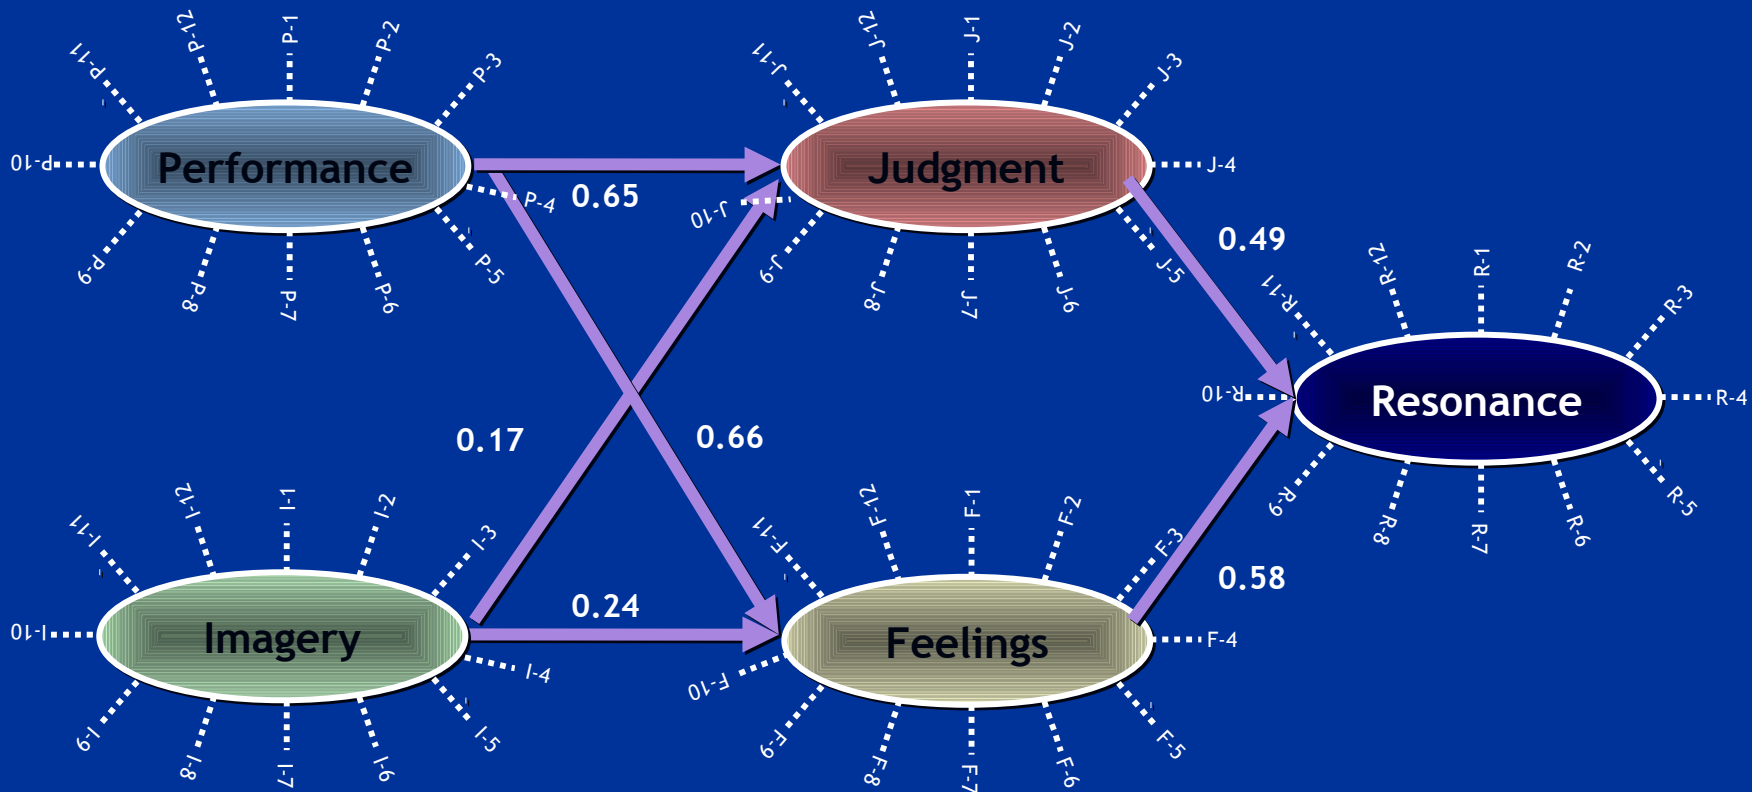 P-1
P-2
P-3
P-4
P-5
P-6
P-7
P-8
P-9
P-10
P-11
P-12
Performance
J-1
J-2
J-3
J-4
J-5
J-6
J-7
J-8
J-9
J-10
J-11
J-12
Judgment
0.65
0.49
R-1
R-2
R-3
R-4
R-5
R-6
R-7
R-8
R-9
R-10
R-11
R-12
Resonance
0.17
0.66
I-1
I-2
I-3
I-4
I-5
I-6
I-7
I-8
I-9
I-10
I-11
I-12
Imagery
0.24
F-1
F-2
F-3
F-4
F-5
F-6
F-7
F-8
F-9
F-10
F-11
F-12
Feelings
0.58